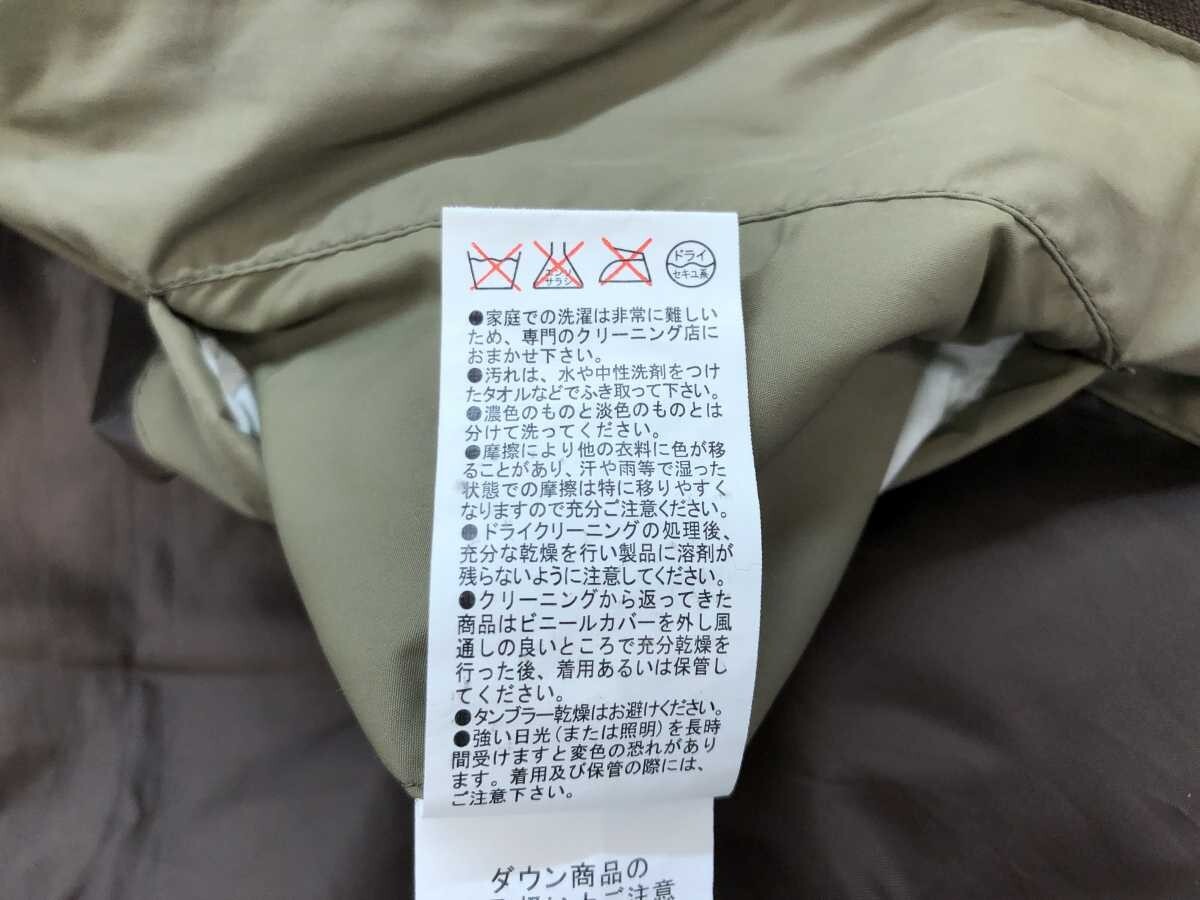 エンソ
サラシ
ドライ
セキユ系
●家庭での洗濯は非常に難しい
ため、専門のクリーニング店に
おまかせ下さい。
●汚れは、水や中性洗剤をつけ
たタオルなどでふき取って下さい。
●濃色のものと淡色のものとは
分けて洗ってください。
●摩擦により他の衣料に色が移
ることがあり、汗や雨等で湿った
状態での摩擦は特に移りやすく
なりますので充分ご注意ください。
●ドライクリーニングの処理後、
充分な乾燥を行い製品に溶剤が
残らないように注意してください。
●クリーニングから返ってきた
商品はビニールカバーを外し風
通しの良いところで充分乾燥を
行った後、着用あるいは保管し
てください。
●タンブラー乾燥はお避けください。
●強い日光(または照明)を長時
間受けますと変色の恐れがあり
ます。着用及び保管の際には、
ご注意下さい。
ダウン商品の
上ご注意